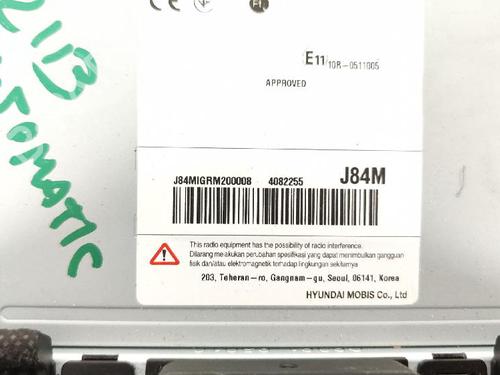 E11/10R-0511005
APPROVED
J84MIGRM200008 4082255 J84M
This radio equipment has the possibility of radio interference.
Dilarang melakukan perubahan spesifikasi yang dapat menimbulkan gangguan
fisik dan/atau elektromagnetik terhadap lingkungan sekitarnya
203, Teheran-ro, Gangnam-gu, Seoul, 06141, Korea
HYUNDAI MOBIS Co., Ltd